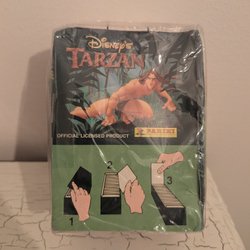 DISNEY'S
TARZAN
OFFICIAL LICENSED PRODUCT
PANINI
2
3
1